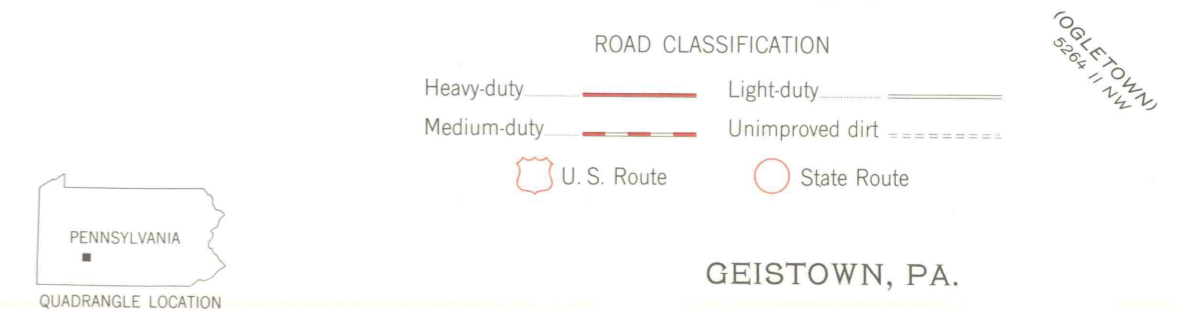 ROAD CLASSIFICATION
Heavy-duty
Light-duty
Medium-duty
Unimproved dirt
U. S. Route
State Route
(OGLETOWN)
5264 II NW
PENNSYLVANIA
QUADRANGLE LOCATION
GEISTOWN, PA.